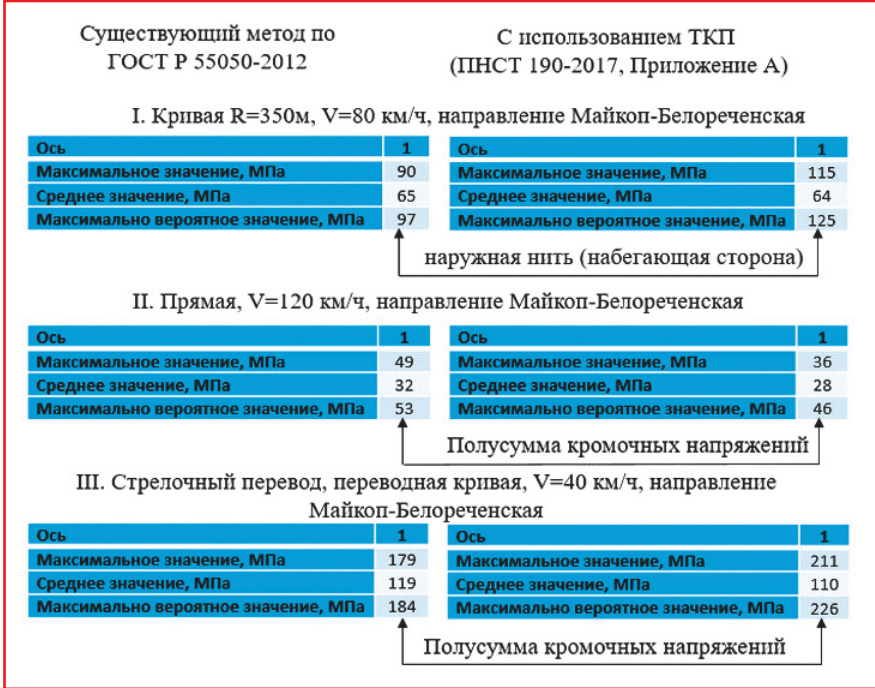 Существующий метод по
ГОСТ Р 55050-2012
С использованием ТКП
(ПНСТ 190-2017, Приложение А)
I. Кривая R=350м, V=80 км/ч, направление Майкоп-Белореченская
Ось 1
Максимальное значение, МПа 90
Среднее значение, МПа 65
Максимально вероятное значение, МПа 97
Ось 1
Максимальное значение, МПа 115
Среднее значение, МПа 64
Максимально вероятное значение, МПа 125
наружная нить (набегающая сторона)
II. Прямая, V=120 км/ч, направление Майкоп-Белореченская
Ось 1
Максимальное значение, МПа 49
Среднее значение, МПа 32
Максимально вероятное значение, МПа 53
Ось 1
Максимальное значение, МПа 36
Среднее значение, МПа 28
Максимально вероятное значение, МПа 46
Полусумма кромочных напряжений
III. Стрелочный перевод, переводная кривая, V=40 км/ч, направление
Майкоп-Белореченская
Ось 1
Максимальное значение, МПа 179
Среднее значение, МПа 119
Максимально вероятное значение, МПа 184
Ось 1
Максимальное значение, МПа 211
Среднее значение, МПа 110
Максимально вероятное значение, МПа 226
Полусумма кромочных напряжений